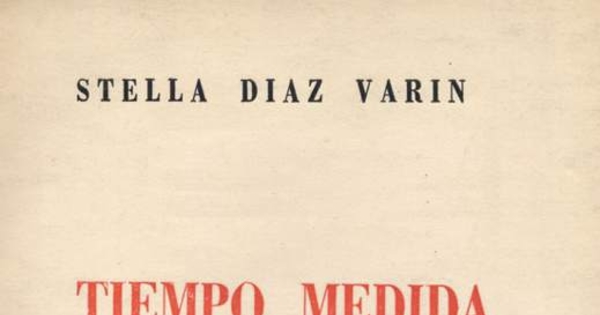 STELLA DIAZ VARIN
TIEMPO MEDIDA